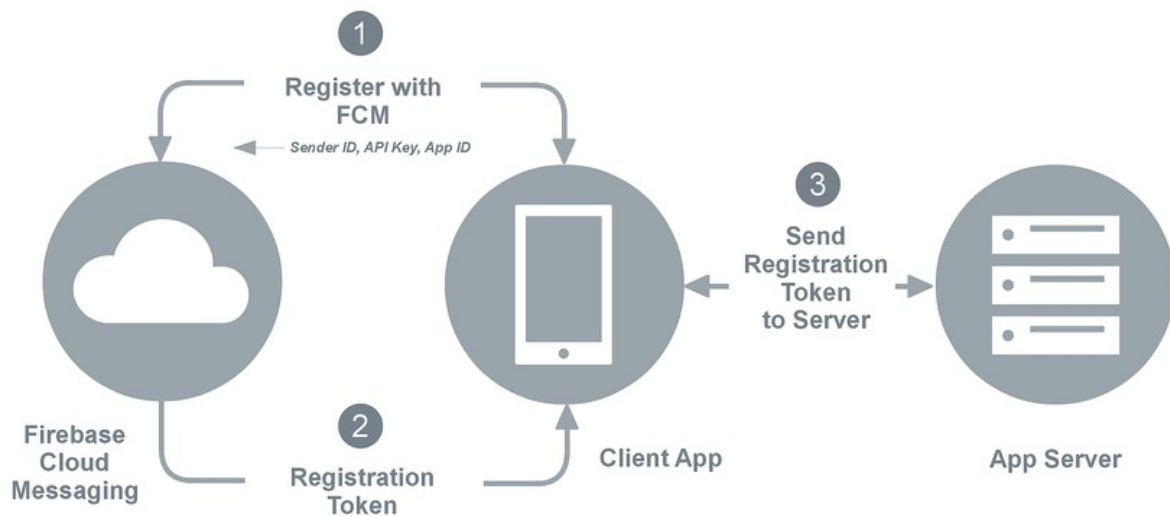 1
Register with
FCM
Sender ID, API Key, App ID
3
Send
Registration
Token
to Server
2
Registration
Token
Firebase
Cloud
Messaging
Client App
App Server